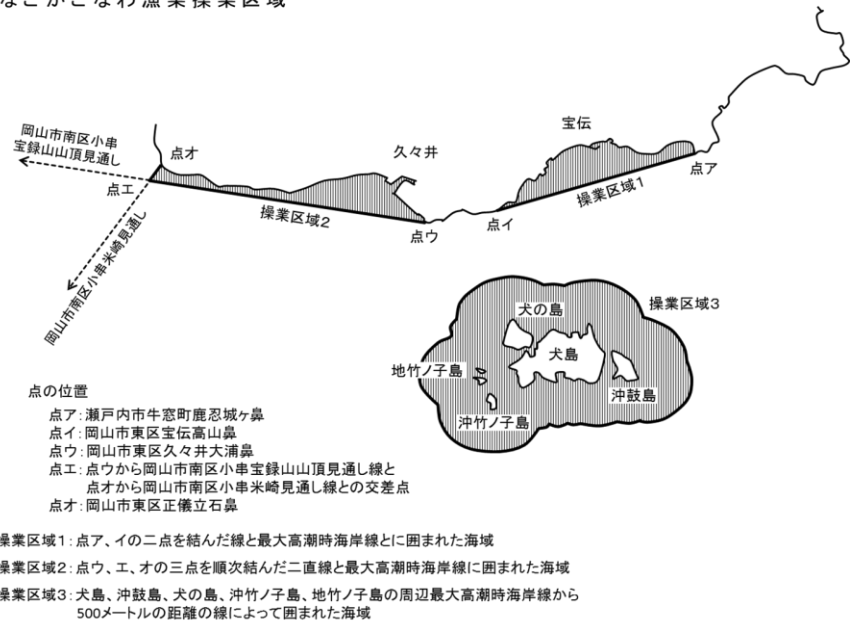 なまがこなわ漁業操業区域
宝伝
久々井
岡山市南区小串
宝録山山頂見通し
点オ
点ア
点エ
操業区域1
操業区域2
点イ
点ウ
岡山市南区小串米崎見通し
犬の島
操業区域3
犬島
地竹ノ子島
沖鼓島
沖竹ノ子島
点の位置
点ア:瀬戸内市牛窓町鹿忍城ヶ鼻
点イ:岡山市東区宝伝高山鼻
点ウ:岡山市東区久々井大浦鼻
点エ:点ウから岡山市南区小串宝録山山頂見通し線と
点オから岡山市南区小串米崎見通し線との交差点
点オ:岡山市東区正儀立石鼻
操業区域1:点ア、イの二点を結んだ線と最大高潮時海岸線とに囲まれた海域
操業区域2:点ウ、エ、オの三点を順次結んだ二直線と最大高潮時海岸線に囲まれた海域
操業区域3:犬島、沖鼓島、犬の島、沖竹ノ子島、地竹ノ子島の周辺最大高潮時海岸線から
500メートルの距離の線によって囲まれた海域